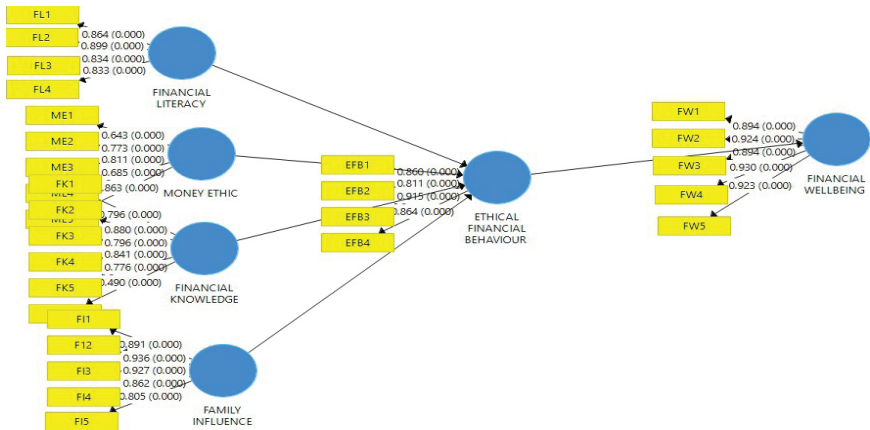 FL1
FL2
FL3
FL4
0.864 (0.000)
0.899 (0.000)
0.834 (0.000)
0.833 (0.000)
FINANCIAL
LITERACY
ME1
ME2
ME3
0.643 (0.000)
0.773 (0.000)
0.811 (0.000)
0.685 (0.000)
0.863 (0.000)
MONEY ETHIC
FK1
FK2
FK3
FK4
FK5
0.796 (0.000)
0.880 (0.000)
0.796 (0.000)
0.841 (0.000)
0.776 (0.000)
0.490 (0.000)
FINANCIAL
KNOWLEDGE
FI1
F12
FI3
FI4
FI5
0.891 (0.000)
0.936 (0.000)
0.927 (0.000)
0.862 (0.000)
0.805 (0.000)
FAMILY
INFLUENCE
EFB1
EFB2
EFB3
EFB4
0.860 (0.000)
0.811 (0.000)
0.915 (0.000)
0.864 (0.000)
ETHICAL
FINANCIAL
BEHAVIOUR
FW1
FW2
FW3
FW4
FW5
0.894 (0.000)
0.924 (0.000)
0.894 (0.000)
0.930 (0.000)
0.923 (0.000)
FINANCIAL
WELLBEING